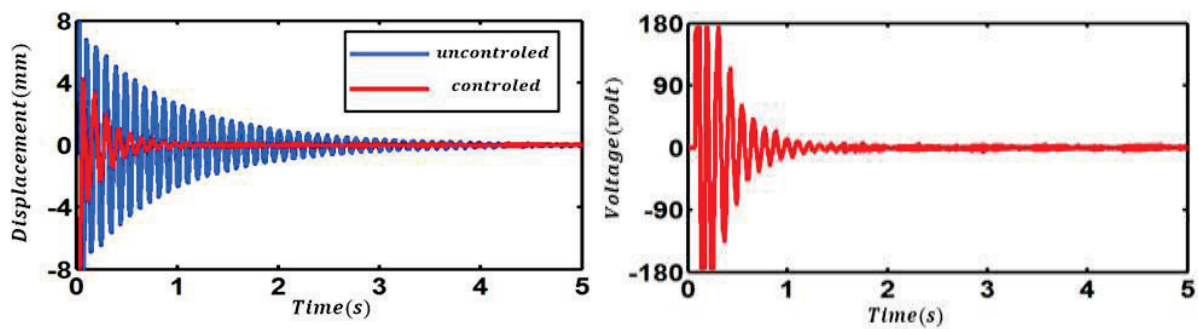 8
4
0
-4
-8
Displacement(mm)
uncontroled
controled
0 1 2 3 4 5
Time(s)
180
90
0
-90
-180
Voltage(volt)
0 1 2 3 4 5
Time(s)